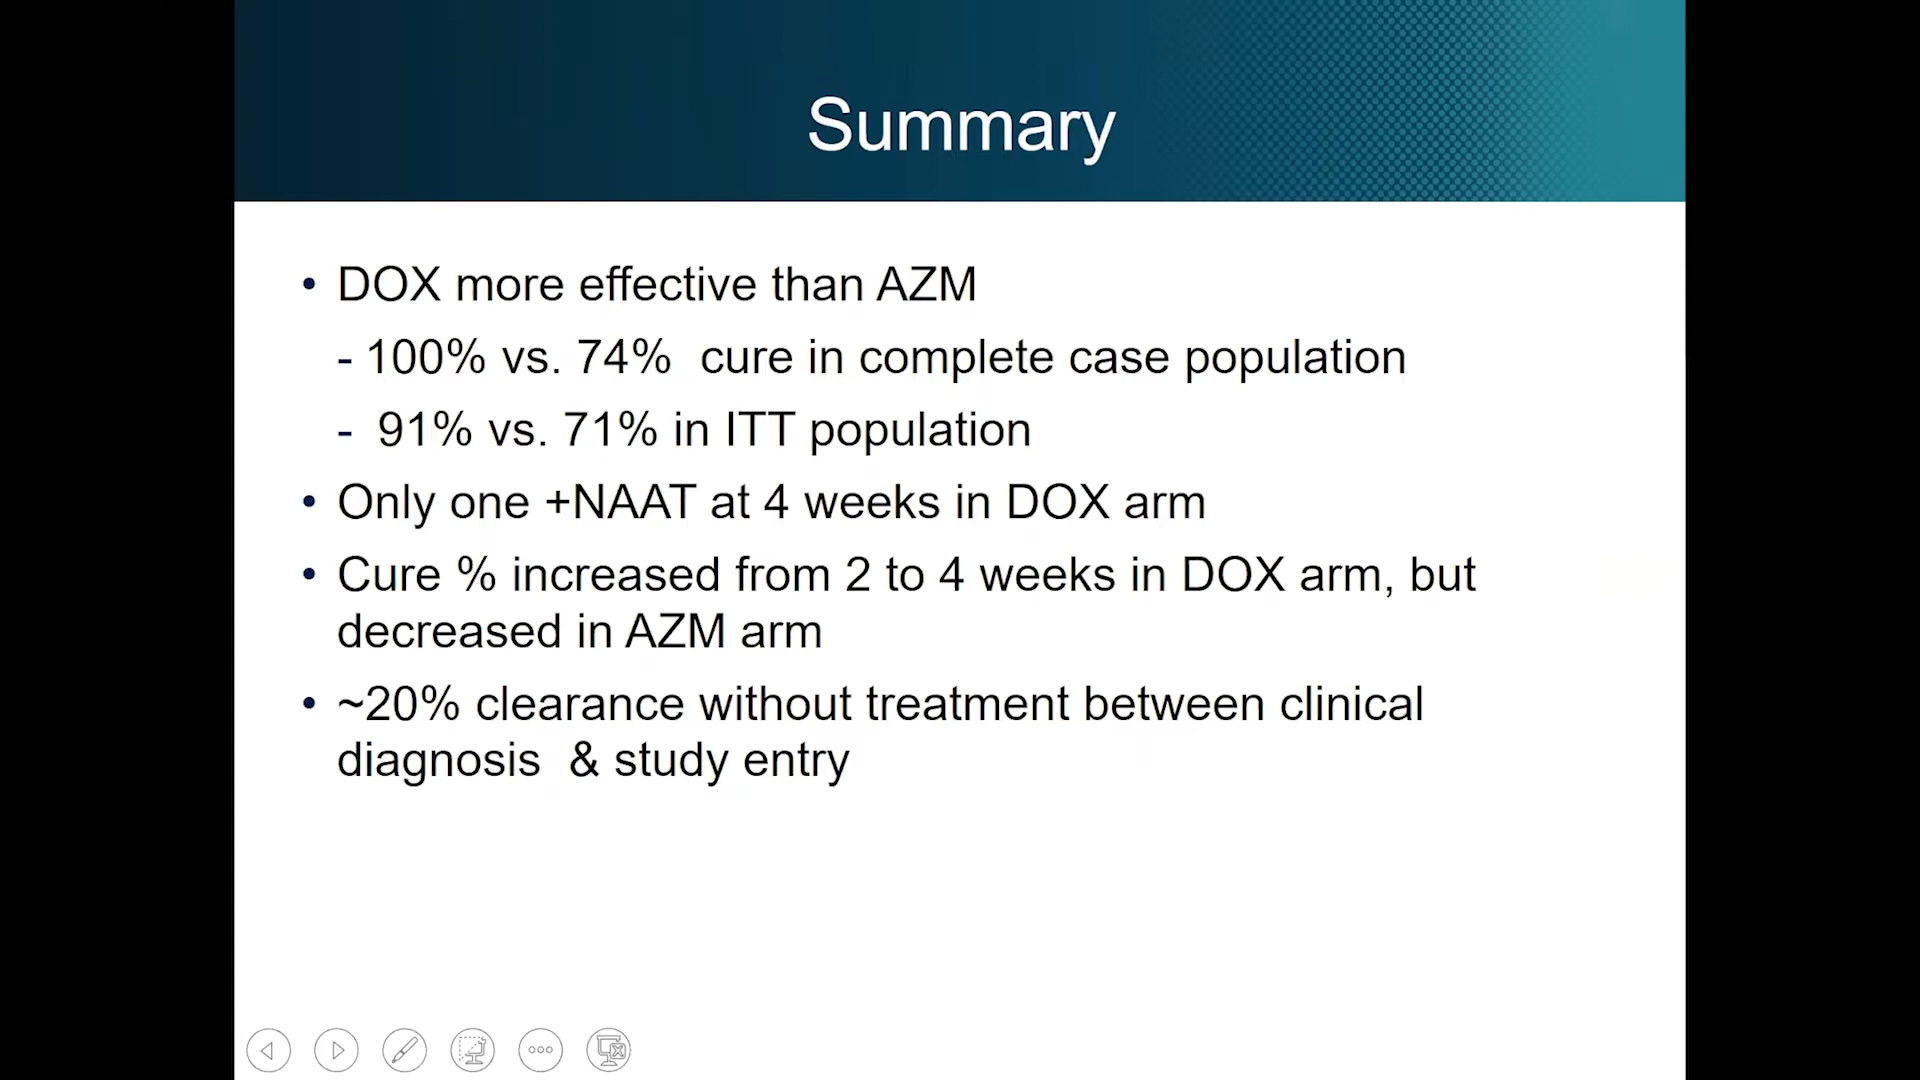 Summary
• DOX more effective than AZM
- 100% vs. 74% cure in complete case population
- 91% vs. 71% in ITT population
• Only one +NAAT at 4 weeks in DOX arm
• Cure % increased from 2 to 4 weeks in DOX arm, but
decreased in AZM arm
• ~20% clearance without treatment between clinical
diagnosis & study entry